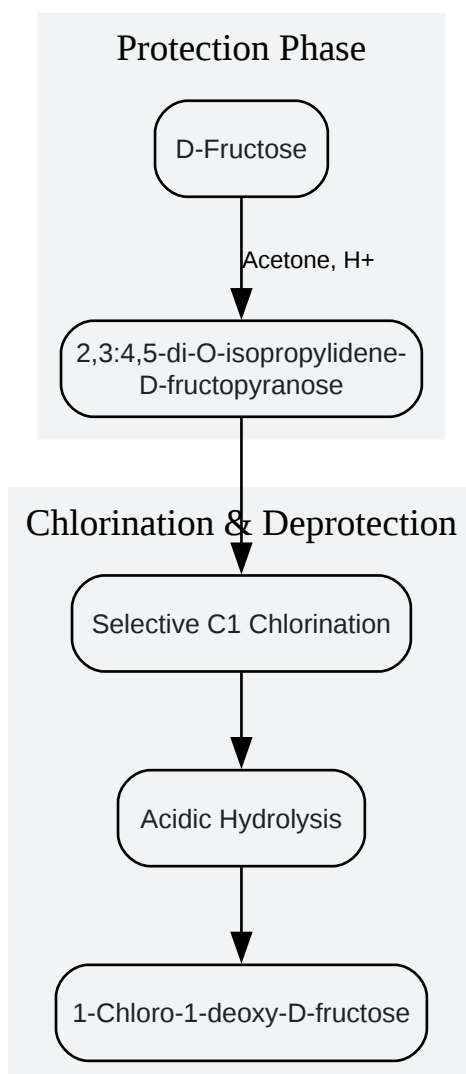 Protection Phase
D-Fructose
Acetone, H+
2,3:4,5-di-O-isopropylidene-
D-fructopyranose
Chlorination & Deprotection
Selective C1 Chlorination
Acidic Hydrolysis
1-Chloro-1-deoxy-D-fructose